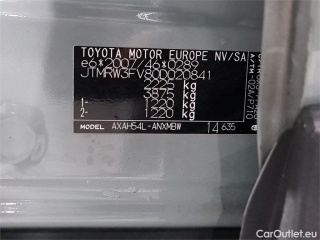 TOYOTA MOTOR EUROPE NV/SA
e6*2007/46*0289
JTMRW3FV80D020841
2225 kg
3875 kg
1- 1220 kg
2- 1220 kg
MODEL AXAH54L-ANXMBW 14 635
CarOutlet.eu